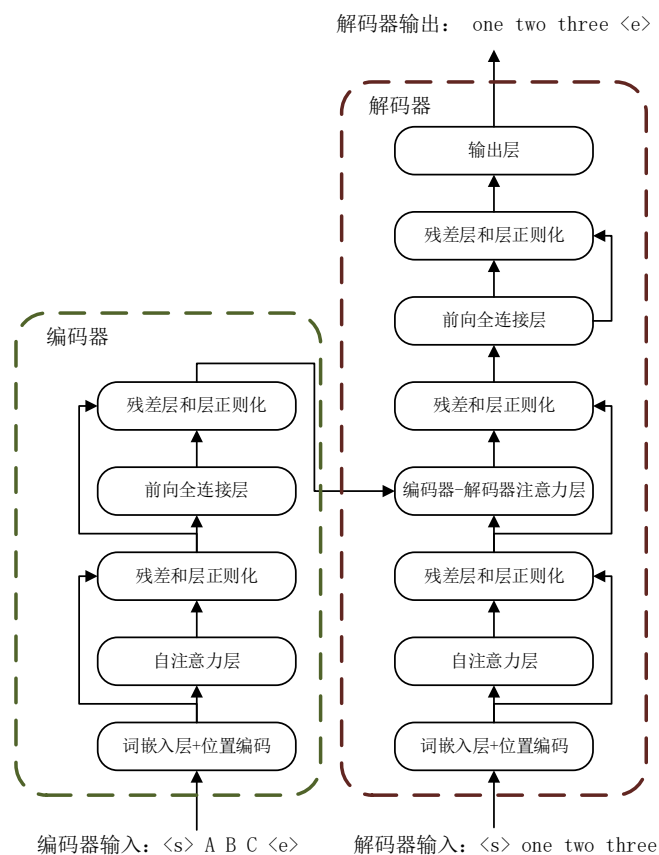 解码器输出： one two three <e>
解码器
输出层
残差层和层正则化
前向全连接层
残差和层正则化
编码器-解码器注意力层
残差层和层正则化
自注意力层
词嵌入层+位置编码
解码器输入：<s> one two three
编码器
残差层和层正则化
前向全连接层
残差和层正则化
自注意力层
词嵌入层+位置编码
编码器输入：<s> A B C <e>